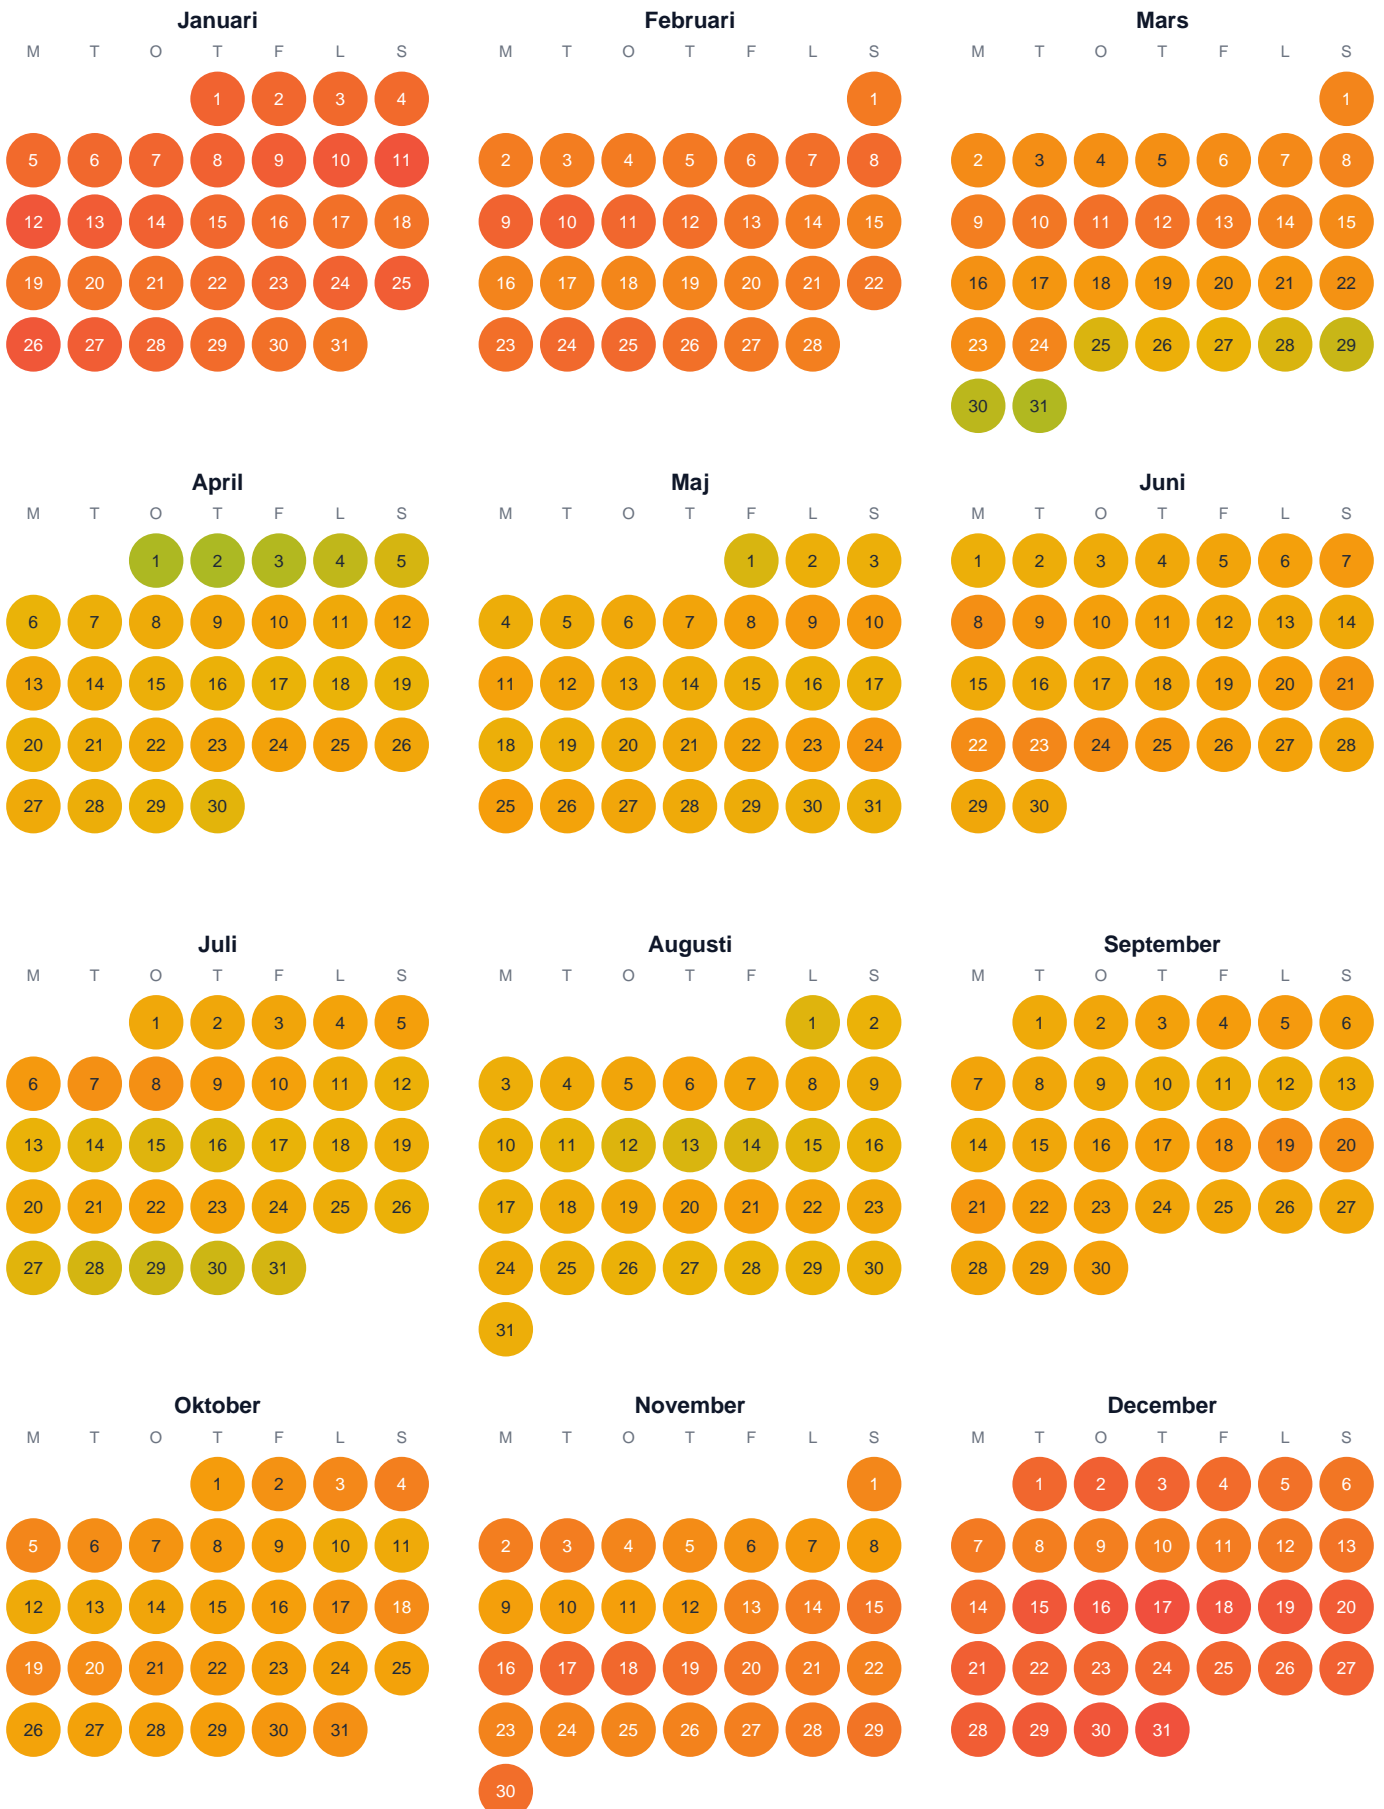 Januari Februari Mars
M T O T F L S M T O T F L S M T O T F L S
1 2 3 4 1 1
5 6 7 8 9 10 11 2 3 4 5 6 7 8 2 3 4 5 6 7 8
12 13 14 15 16 17 18 9 10 11 12 13 14 15 9 10 11 12 13 14 15
19 20 21 22 23 24 25 16 17 18 19 20 21 22 16 17 18 19 20 21 22
26 27 28 29 30 31 23 24 25 26 27 28 23 24 25 26 27 28 29
30 31
April Maj Juni
M T O T F L S M T O T F L S M T O T F L S
1 2 3 4 5 1 2 3 1 2 3 4 5 6 7
6 7 8 9 10 11 12 4 5 6 7 8 9 10 8 9 10 11 12 13 14
13 14 15 16 17 18 19 11 12 13 14 15 16 17 15 16 17 18 19 20 21
20 21 22 23 24 25 26 18 19 20 21 22 23 24 22 23 24 25 26 27 28
27 28 29 30 25 26 27 28 29 30 31 29 30
Juli Augusti September
M T O T F L S M T O T F L S M T O T F L S
1 2 3 4 5 1 2 1 2 3 4 5 6
6 7 8 9 10 11 12 3 4 5 6 7 8 9 7 8 9 10 11 12 13
13 14 15 16 17 18 19 10 11 12 13 14 15 16 14 15 16 17 18 19 20
20 21 22 23 24 25 26 17 18 19 20 21 22 23 21 22 23 24 25 26 27
27 28 29 30 31 24 25 26 27 28 29 30 28 29 30
31
Oktober November December
M T O T F L S M T O T F L S M T O T F L S
1 2 3 4 1 1 2 3 4 5 6
5 6 7 8 9 10 11 2 3 4 5 6 7 8 7 8 9 10 11 12 13
12 13 14 15 16 17 18 9 10 11 12 13 14 15 14 15 16 17 18 19 20
19 20 21 22 23 24 25 16 17 18 19 20 21 22 21 22 23 24 25 26 27
26 27 28 29 30 31 23 24 25 26 27 28 29 28 29 30 31
30